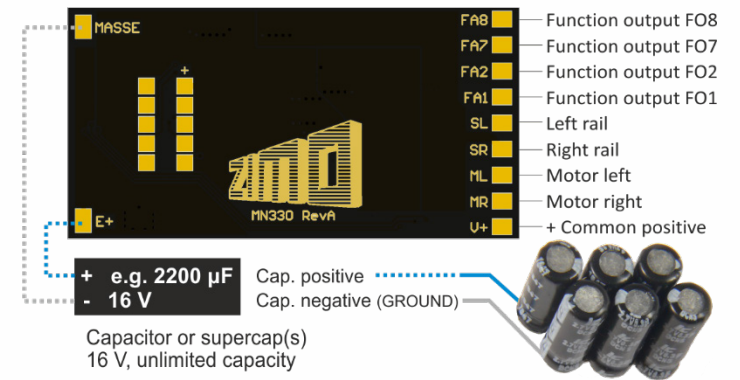 MASSE
FA8 Function output FO8
FA7 Function output FO7
FA2 Function output FO2
FA1 Function output FO1
SL Left rail
SR Right rail
ML Motor left
MR Motor right
V+ + Common positive
+
zimo
MN330 RevA
E+
+ e.g. 2200 µF
- 16 V
Cap. positive
Cap. negative (GROUND)
Capacitor or supercap(s)
16 V, unlimited capacity